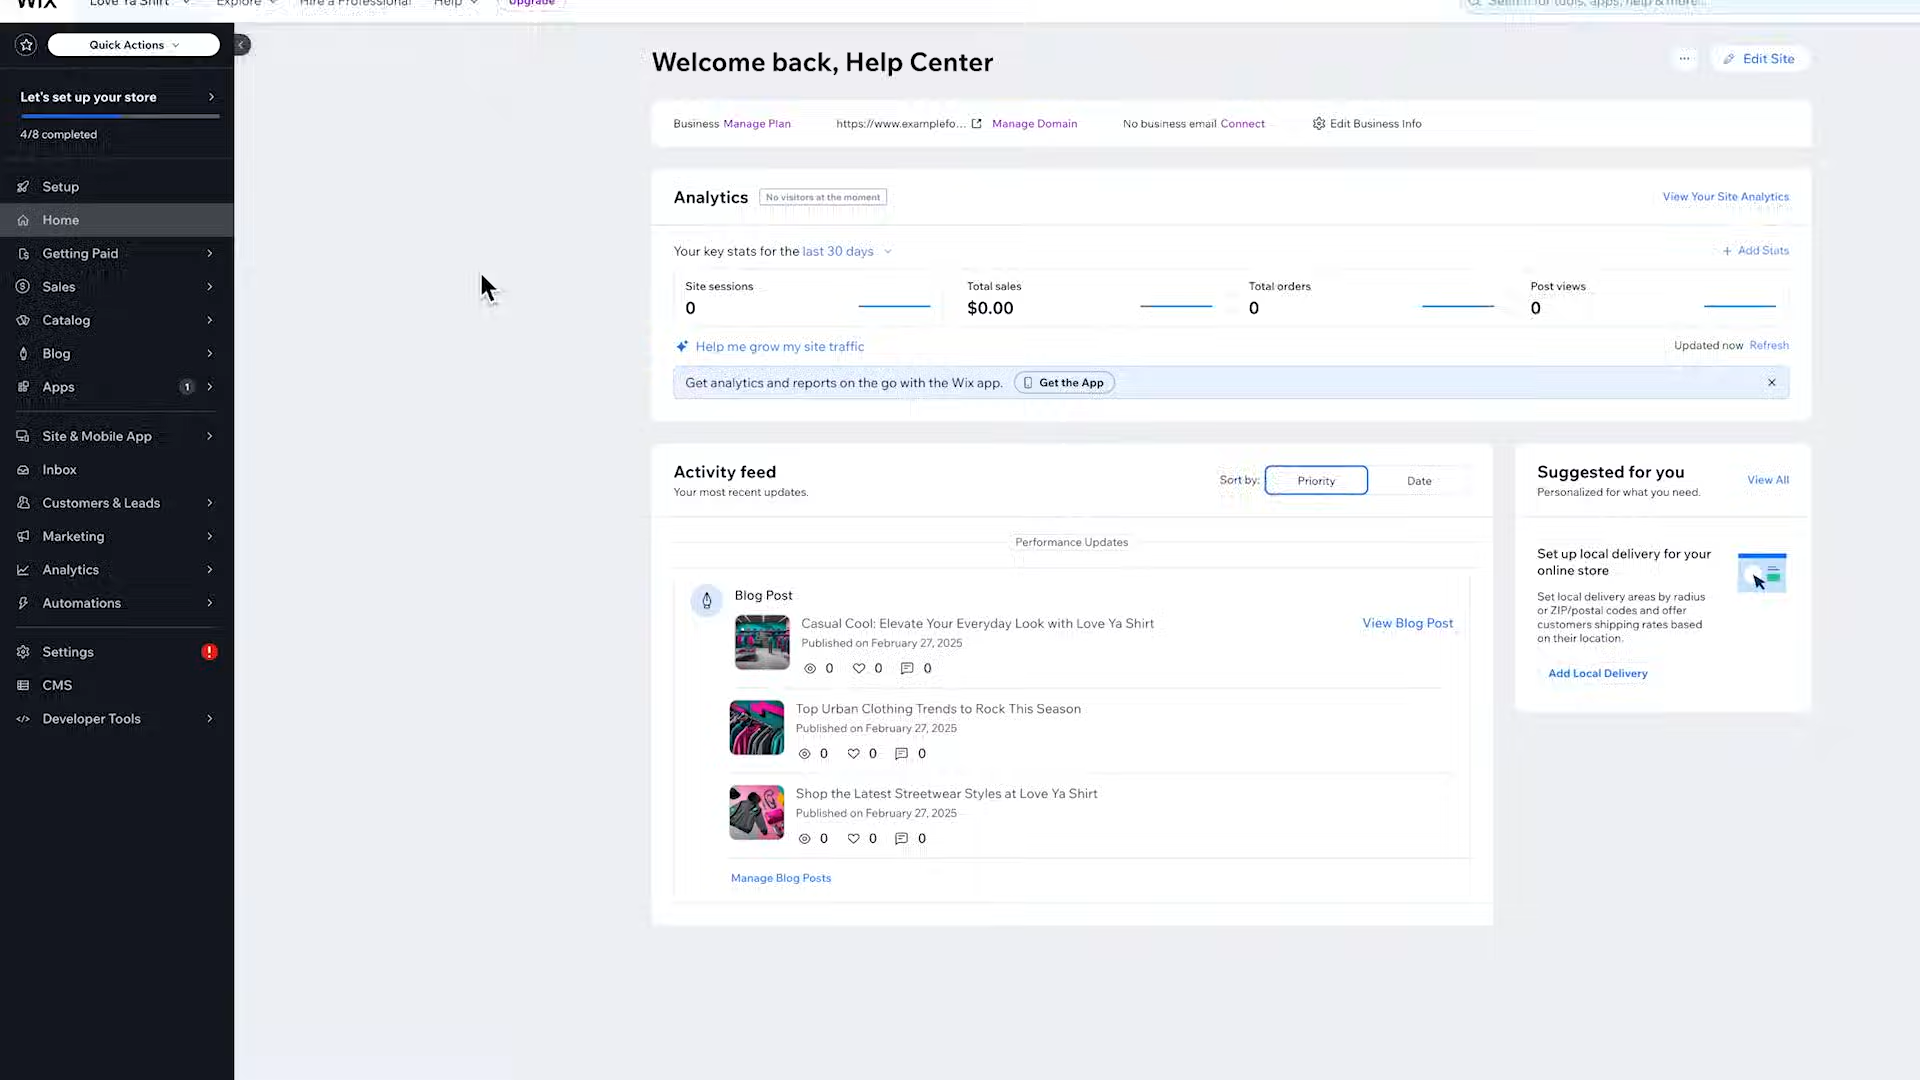 WIX Love Ya Shirt Explore Hire a Professional Help Upgrade
Search for tools, apps, help & more...
Quick Actions
Let's set up your store
4/8 completed
Setup
Home
Getting Paid
Sales
Catalog
Blog
Apps 1
Site & Mobile App
Inbox
Customers & Leads
Marketing
Analytics
Automations
Settings
CMS
Developer Tools
Welcome back, Help Center
Edit Site
Business Manage Plan https://www.examplefo... Manage Domain No business email Connect Edit Business Info
Analytics No visitors at the moment View Your Site Analytics
Your key stats for the last 30 days + Add Stats
Site sessions Total sales Total orders Post views
0 $0.00 0 0
Help me grow my site traffic Updated now Refresh
Get analytics and reports on the go with the Wix app. Get the App
Activity feed
Your most recent updates.
Sort by: Priority Date
Performance Updates
Blog Post
Casual Cool: Elevate Your Everyday Look with Love Ya Shirt View Blog Post
Published on February 27, 2025
0 0 0
Top Urban Clothing Trends to Rock This Season
Published on February 27, 2025
0 0 0
Shop the Latest Streetwear Styles at Love Ya Shirt
Published on February 27, 2025
0 0 0
Manage Blog Posts
Suggested for you View All
Personalized for what you need.
Set up local delivery for your
online store
Set local delivery areas by radius
or ZIP/postal codes and offer
customers shipping rates based
on their location.
Add Local Delivery